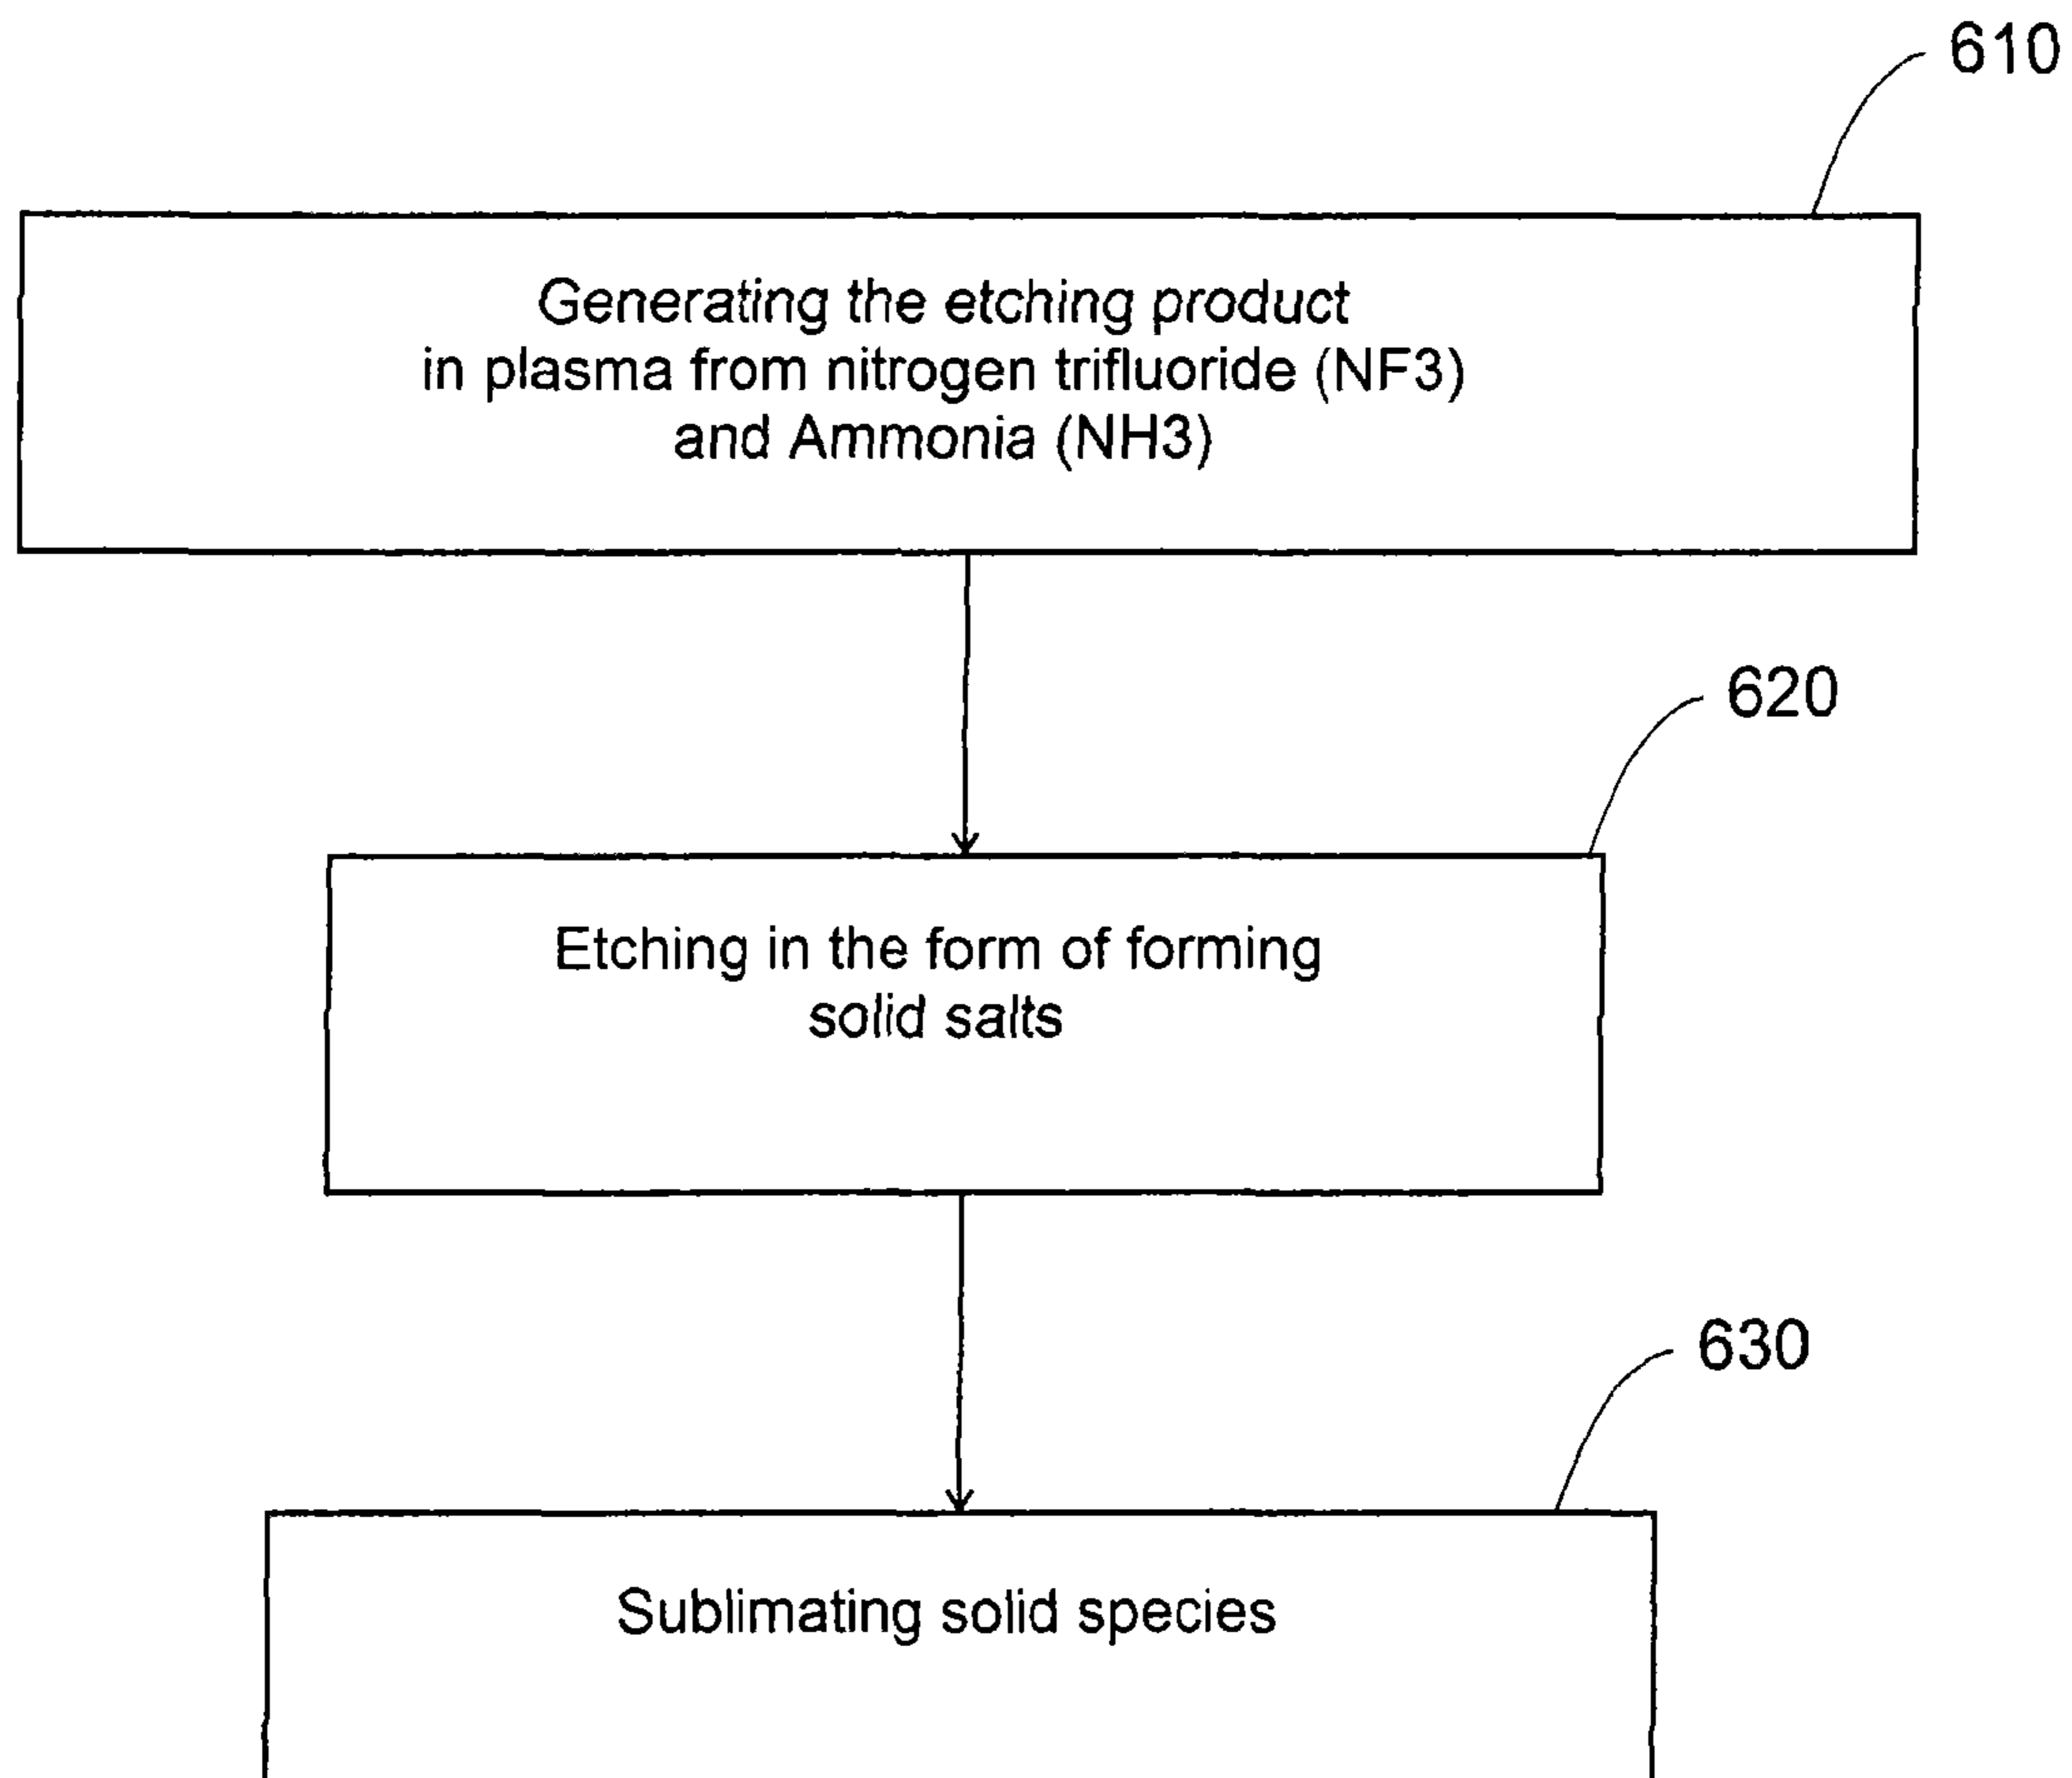 610
Generating the etching product
in plasma from nitrogen trifluoride (NF3)
and Ammonia (NH3)
620
Etching in the form of forming
solid salts
630
Sublimating solid species